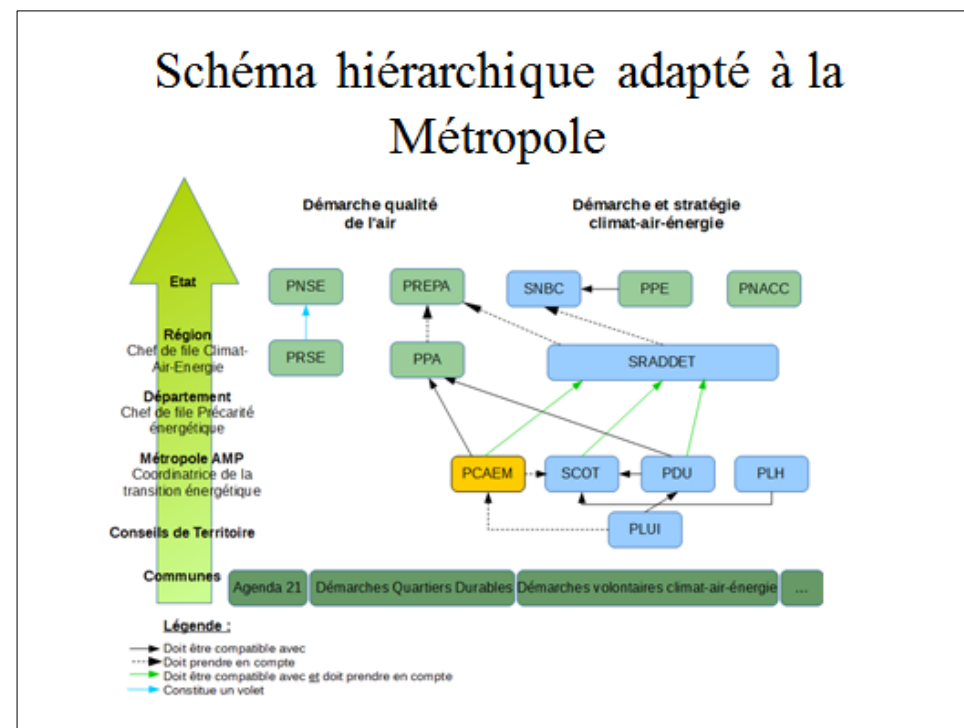 Schéma hiérarchique adapté à la
Métropole
Démarche qualité
de l'air
Démarche et stratégie
climat-air-énergie
Etat
PNSE
PREPA
SNBC
PPE
PNACC
Région
Chef de file Climat-
Air-Energie
PRSE
PPA
SRADDET
Département
Chef de file Précarité
énergétique
Métropole AMP
Coordinatrice de la
transition énergétique
PCAEM
SCOT
PDU
PLH
Conseils de Territoire
PLUI
Communes
Agenda 21
Démarches Quartiers Durables
Démarches volontaires climat-air-énergie
...
Légende :
Doit être compatible avec
Doit prendre en compte
Doit être compatible avec et doit prendre en compte
Constitue un volet